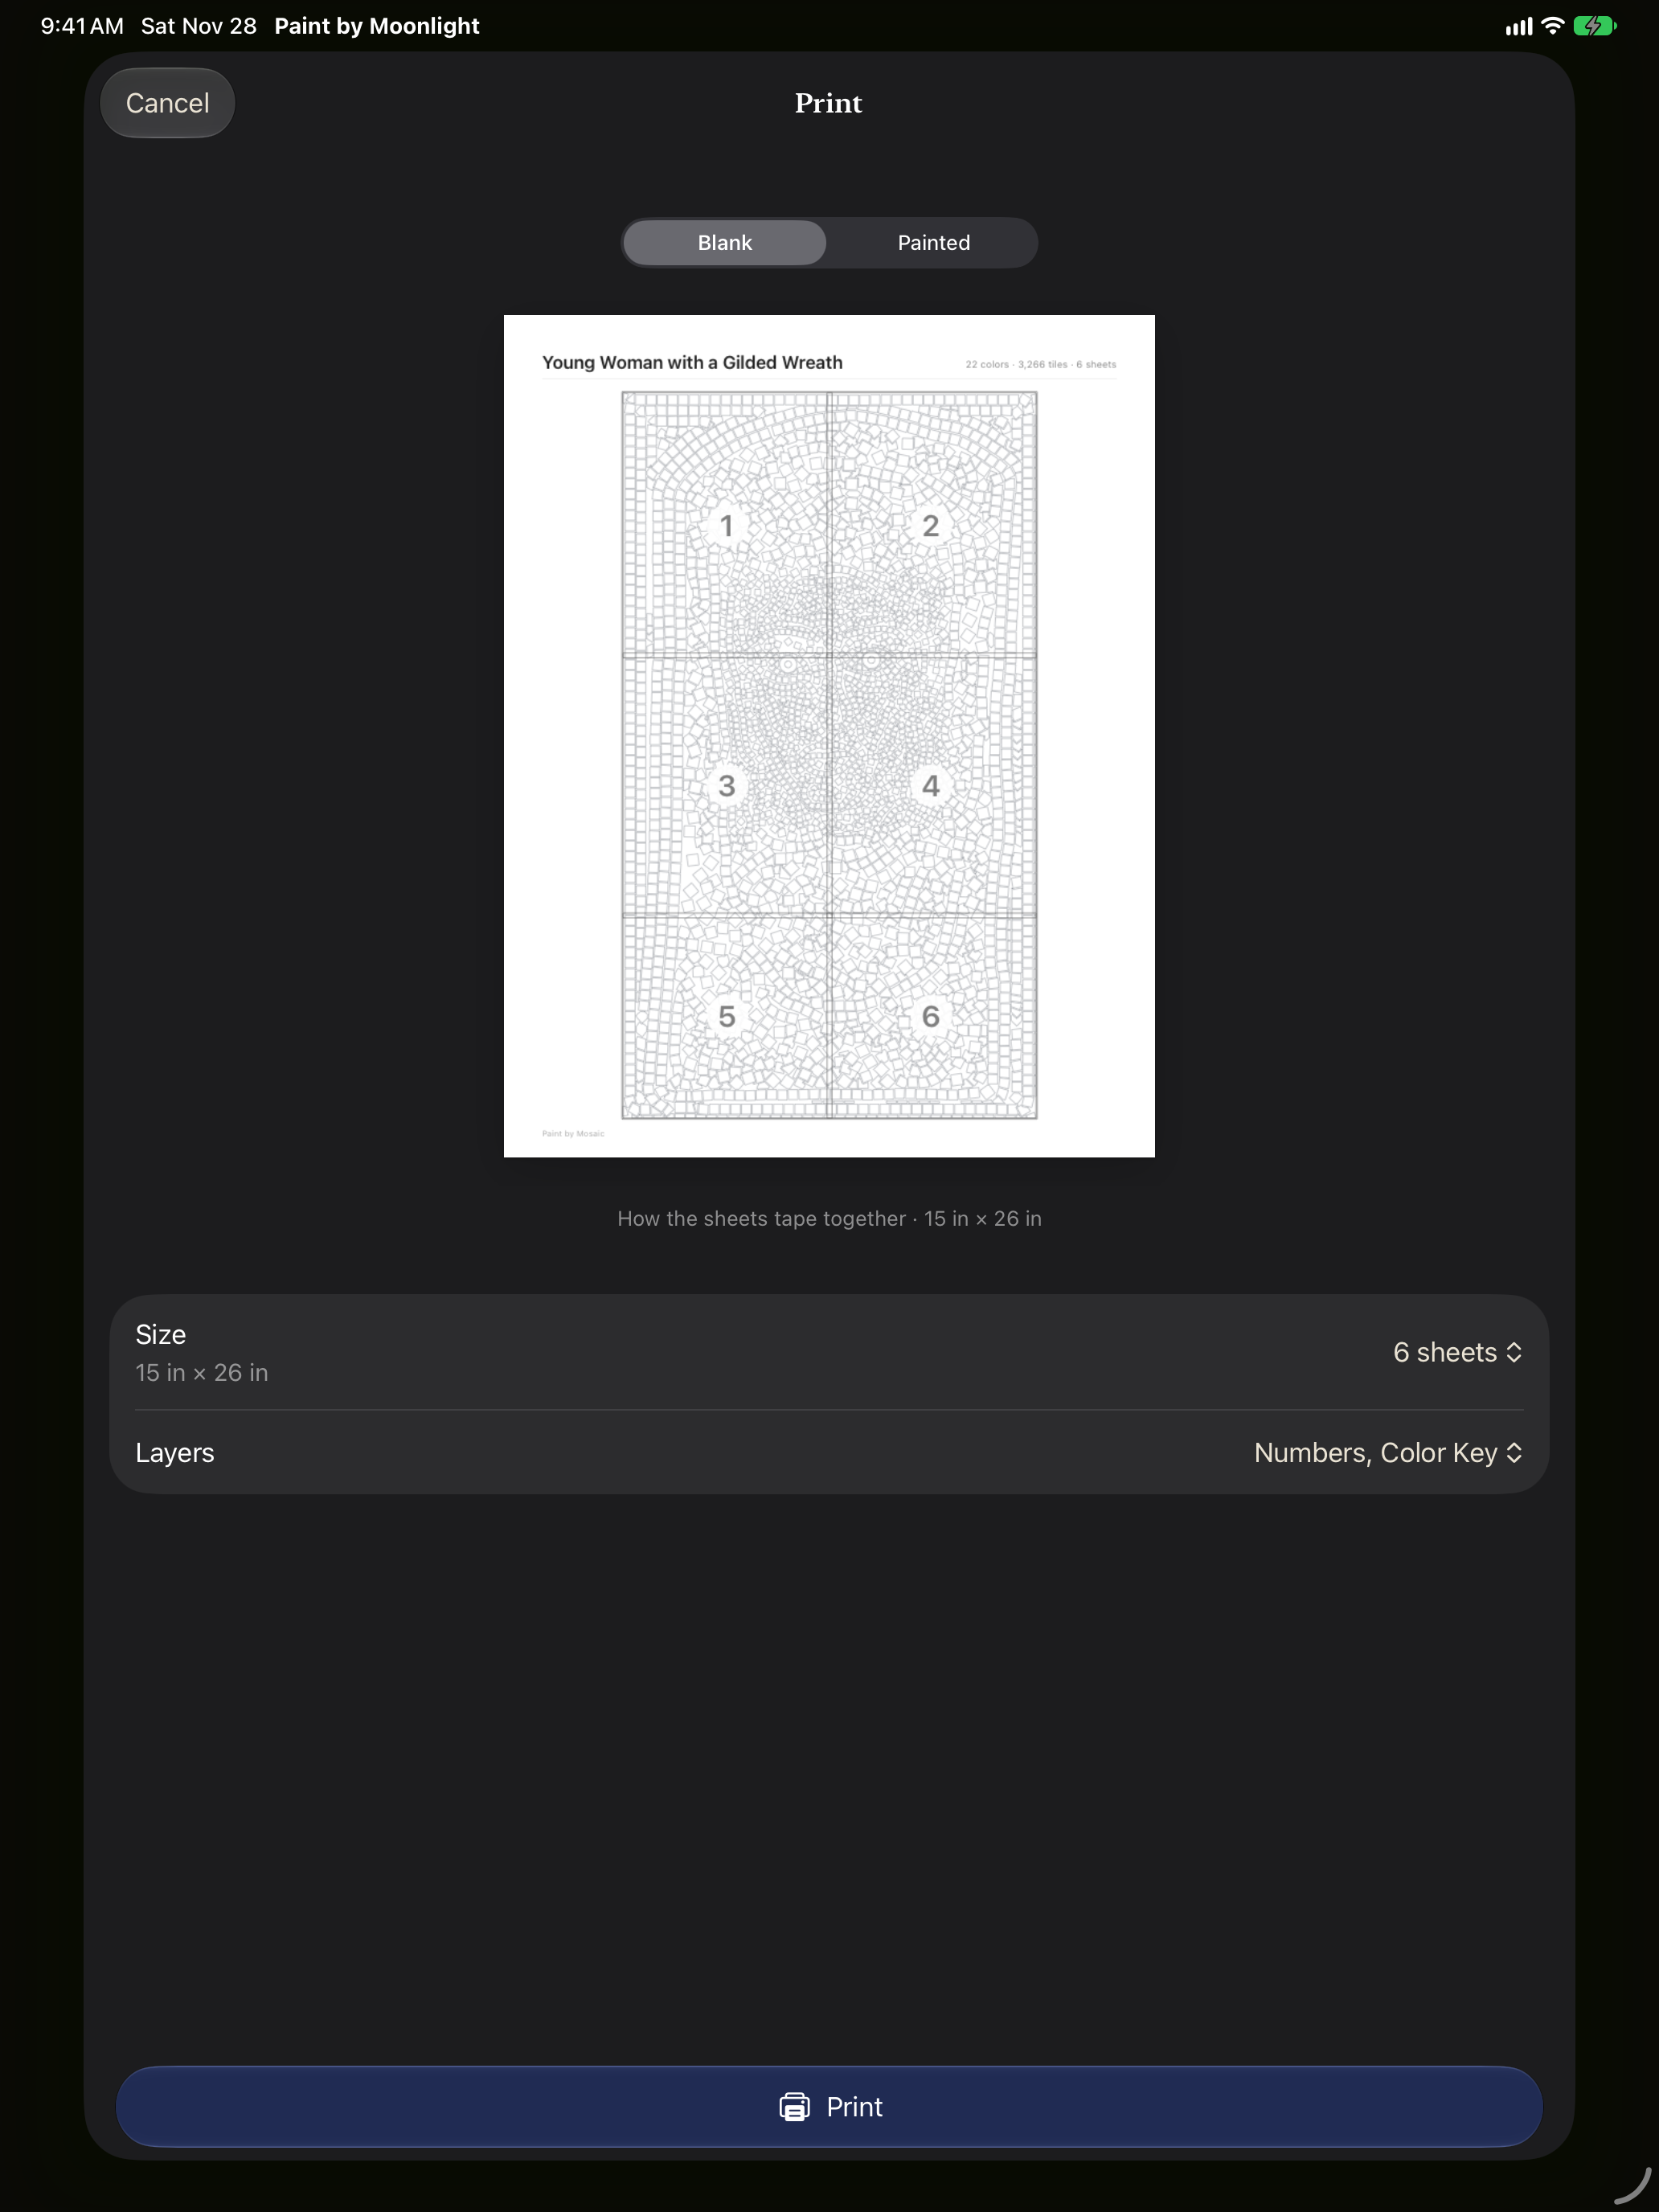 9:41 AM Sat Nov 28 Paint by Moonlight
Cancel
Print
Blank
Painted
Young Woman with a Gilded Wreath
22 colors · 3,266 tiles · 6 sheets
1
2
3
4
5
6
Paint by Mosaic
How the sheets tape together · 15 in × 26 in
Size
15 in × 26 in
6 sheets
Layers
Numbers, Color Key
Print